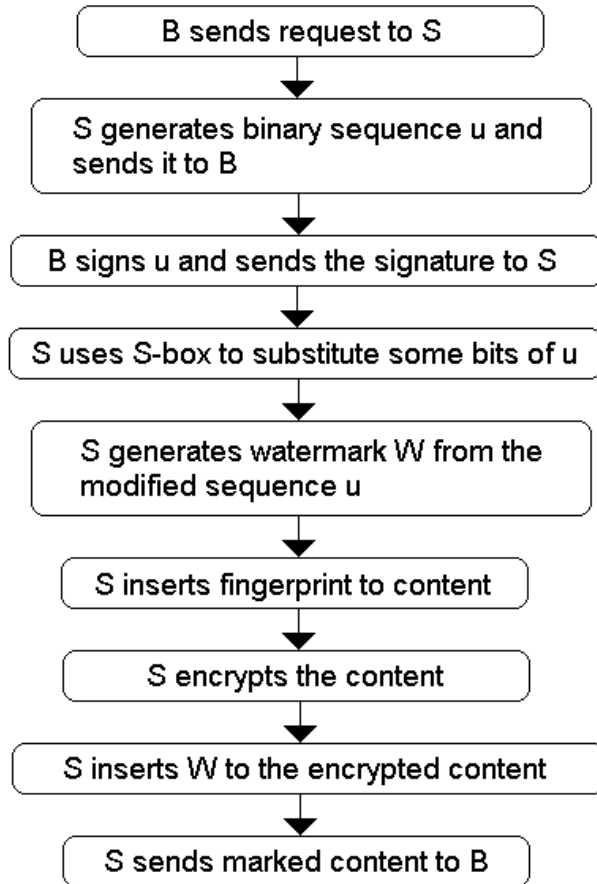 B sends request to S
S generates binary sequence u and
sends it to B
B signs u and sends the signature to S
S uses S-box to substitute some bits of u
S generates watermark W from the
modified sequence u
S inserts fingerprint to content
S encrypts the content
S inserts W to the encrypted content
S sends marked content to B